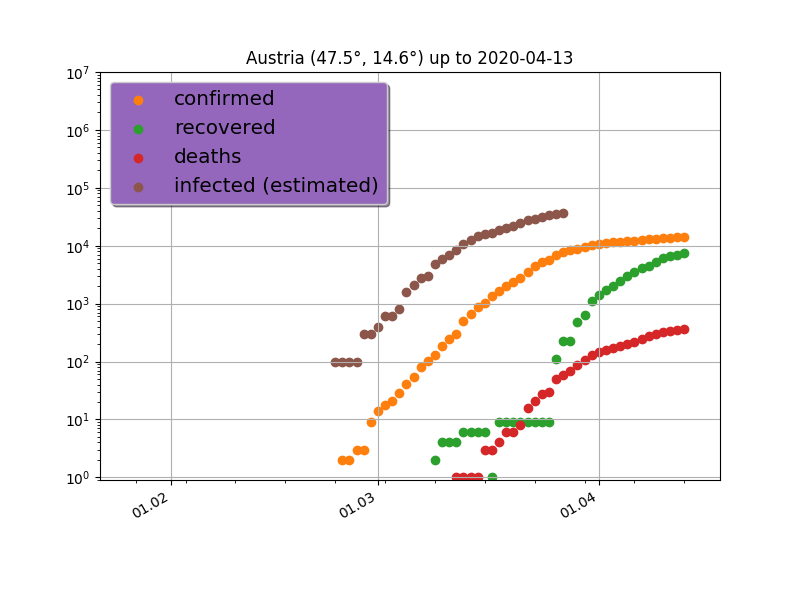 Austria (47.5°, 14.6°) up to 2020-04-13
confirmed
recovered
deaths
infected (estimated)
10⁷
10⁶
10⁵
10⁴
10³
10²
10¹
10⁰
01.02
01.03
01.04